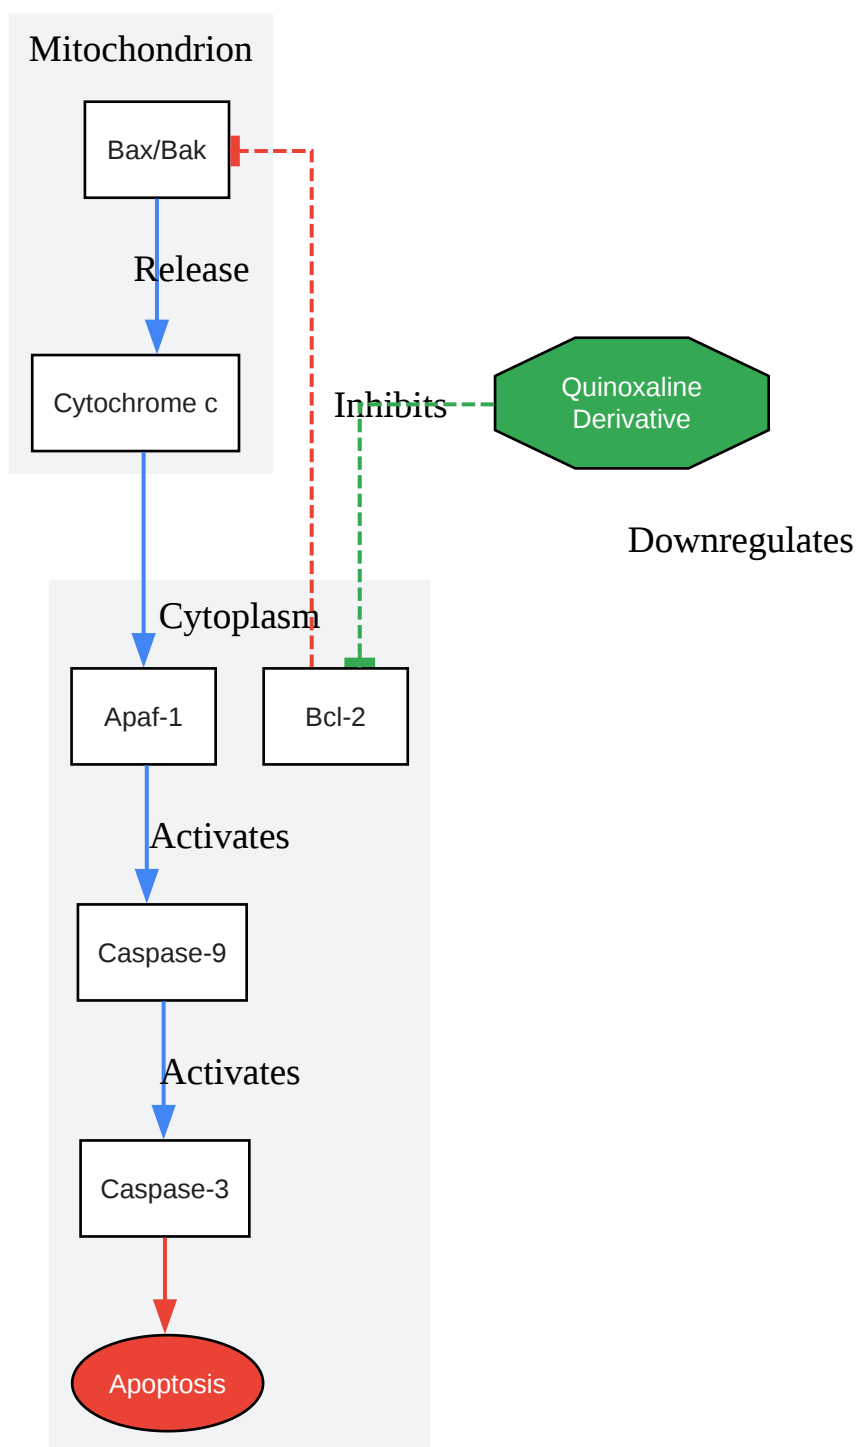 Mitochondrion
Bax/Bak
Release
Cytochrome c
Inhibits
Quinoxaline
Derivative
Downregulates
Cytoplasm
Apaf-1
Bcl-2
Activates
Caspase-9
Activates
Caspase-3
Apoptosis